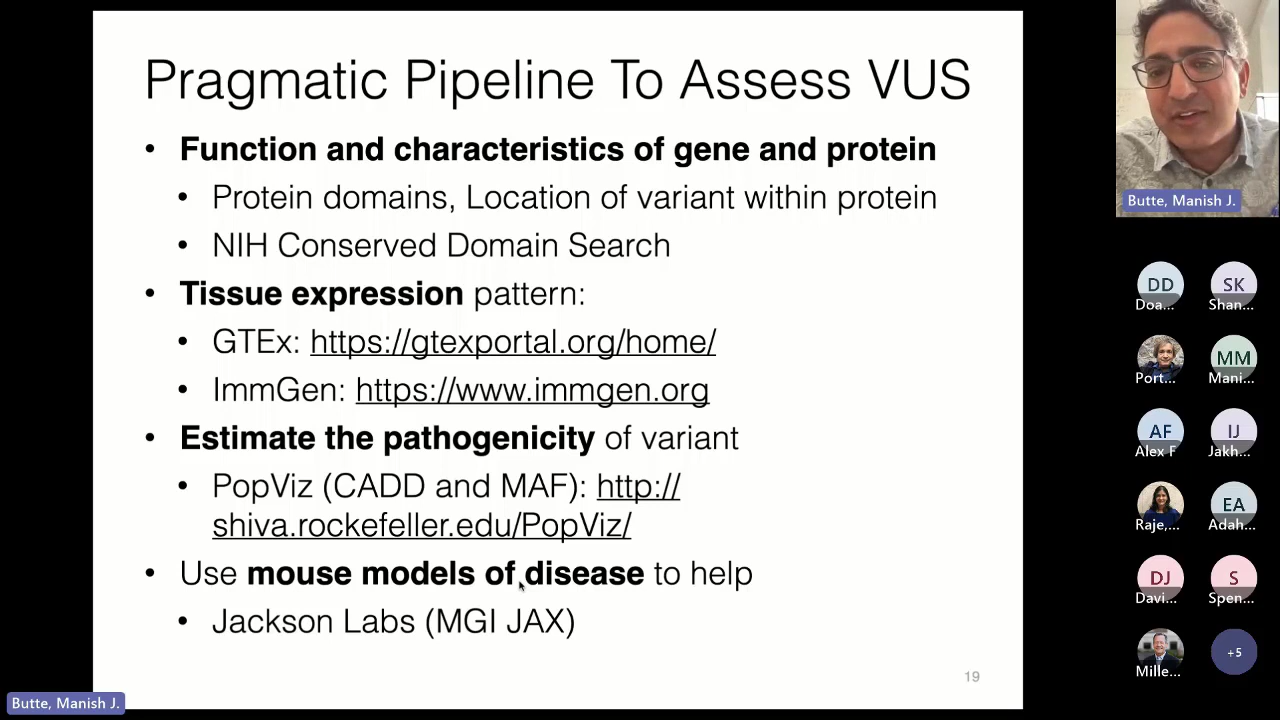 Pragmatic Pipeline To Assess VUS
• Function and characteristics of gene and protein
• Protein domains, Location of variant within protein
• NIH Conserved Domain Search
• Tissue expression pattern:
• GTEx: https://gtexportal.org/home/
• ImmGen: https://www.immgen.org
• Estimate the pathogenicity of variant
• PopViz (CADD and MAF): http://
shiva.rockefeller.edu/PopViz/
• Use mouse models of disease to help
• Jackson Labs (MGI JAX)
19
Butte, Manish J.
Butte, Manish J.
DD
Doa...
SK
Shan...
Port...
MM
Mani...
AF
Alex F
IJ
Jakh...
Raje,...
EA
Adah...
DJ
Davi...
S
Spen...
Mille...
+5